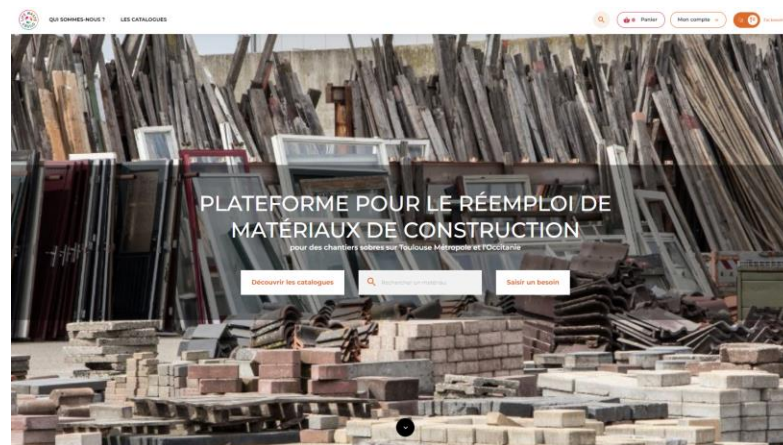 QUI SOMMES-NOUS ?
LES CATALOGUES
Panier
Mon compte
PLATEFORME POUR LE RÉEMPLOI DE
MATÉRIAUX DE CONSTRUCTION
pour des chantiers sobres sur Toulouse Métropole et l'Occitanie
Découvrir les catalogues
Rechercher un matériau
Saisir un besoin